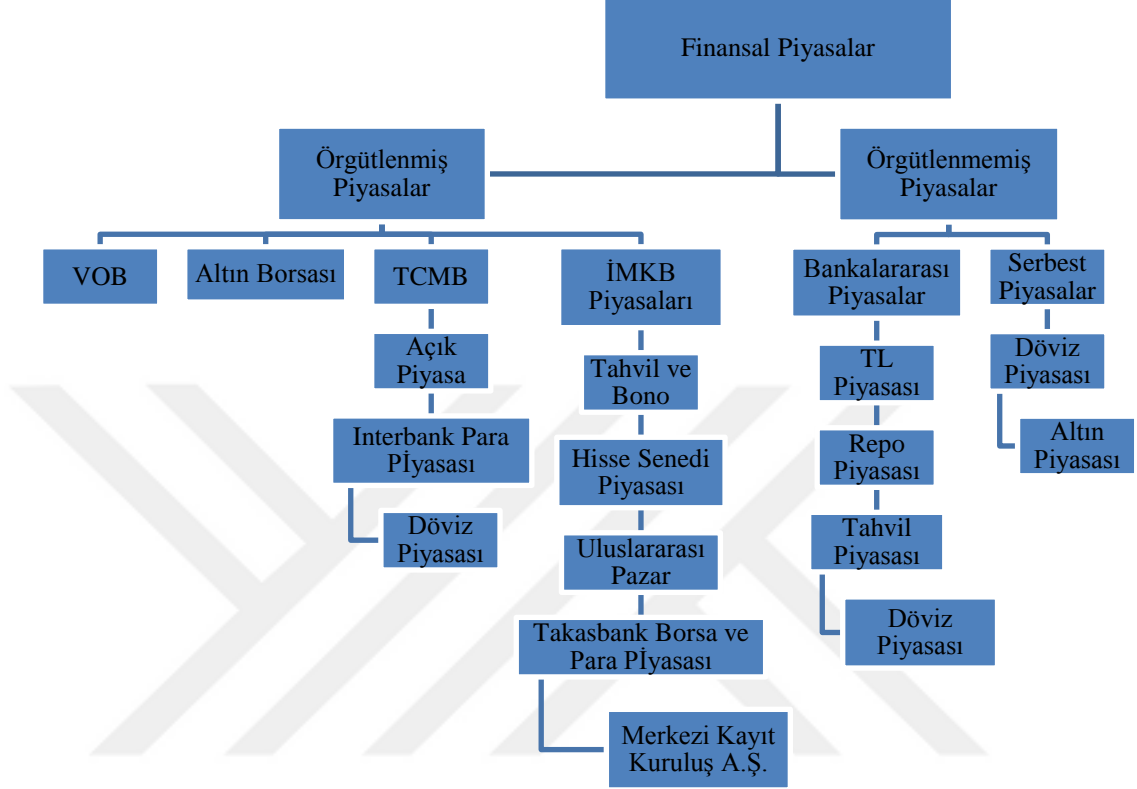 Finansal Piyasalar
Örgütlenmiş
Piyasalar
Örgütlenmemiş
Piyasalar
VOB
Altın Borsası
TCMB
İMKB
Piyasaları
Bankalararası
Piyasalar
Serbest
Piyasalar
Açık
Piyasa
Interbank Para
Pİyasası
Döviz
Piyasası
Tahvil ve
Bono
Hisse Senedi
Piyasası
Uluslararası
Pazar
Takasbank Borsa ve
Para Pİyasası
Merkezi Kayıt
Kuruluş A.Ş.
TL
Piyasası
Repo
Piyasası
Tahvil
Piyasası
Döviz
Piyasası
Döviz
Piyasası
Altın
Piyasası